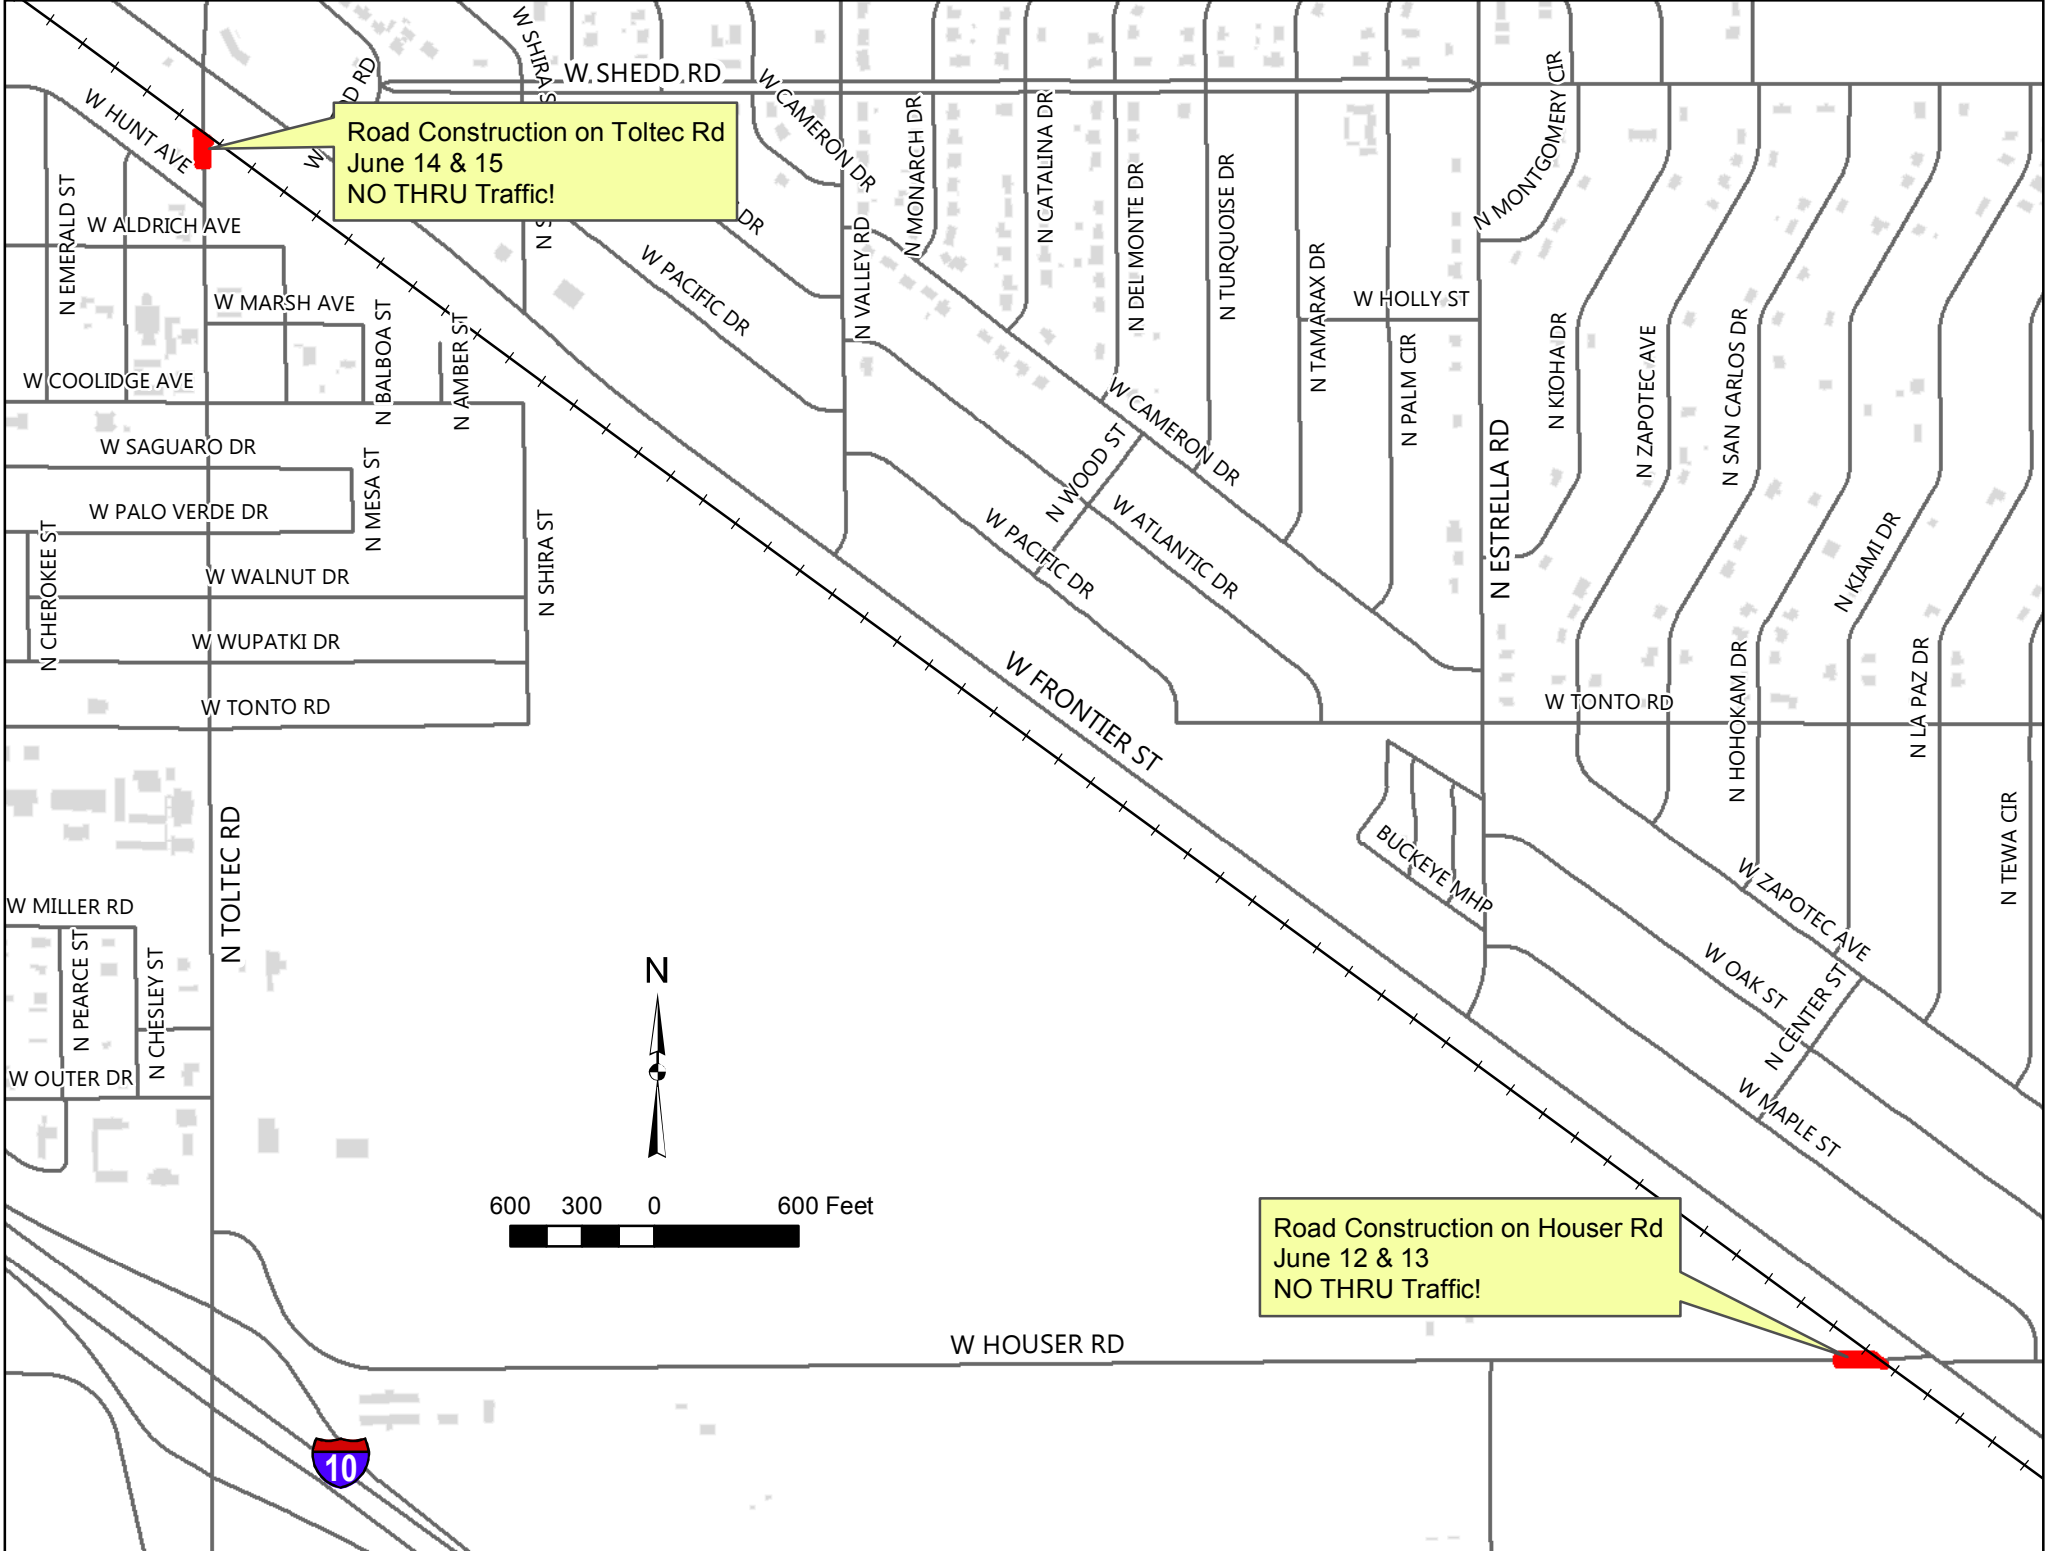 W SHIRA S
W SHEDD RD
W CAMERON DR
N MONTGOMERY CIR
W HUNT AVE
W
RD RD
Road Construction on Toltec Rd
June 14 & 15
NO THRU Traffic!
N MONARCH DR
N CATALINA DR
N DEL MONTE DR
N TURQUOISE DR
N EMERALD ST
W ALDRICH AVE
N S
DR
W PACIFIC DR
N VALLEY RD
N TAMARAX DR
W HOLLY ST
N PALM CIR
N KIOHA DR
N ZAPOTEC AVE
N SAN CARLOS DR
W MARSH AVE
N BALBOA ST
N AMBER ST
W COOLIDGE AVE
W CAMERON DR
N WOOD ST
W SAGUARO DR
N MESA ST
W PALO VERDE DR
N CHEROKEE ST
W PACIFIC DR
W ATLANTIC DR
N ESTRELLA RD
N KIAMI DR
W WALNUT DR
N SHIRA ST
W WUPATKI DR
W TONTO RD
W FRONTIER ST
W TONTO RD
N HOHOKAM DR
N LA PAZ DR
N TOLTEC RD
BUCKEYE MHP
N TEWA CIR
W ZAPOTEC AVE
W MILLER RD
N PEARCE ST
N CHESLEY ST
W OUTER DR
N
W OAK ST
N CENTER ST
W MAPLE ST
600 300 0 600 Feet
Road Construction on Houser Rd
June 12 & 13
NO THRU Traffic!
W HOUSER RD
10